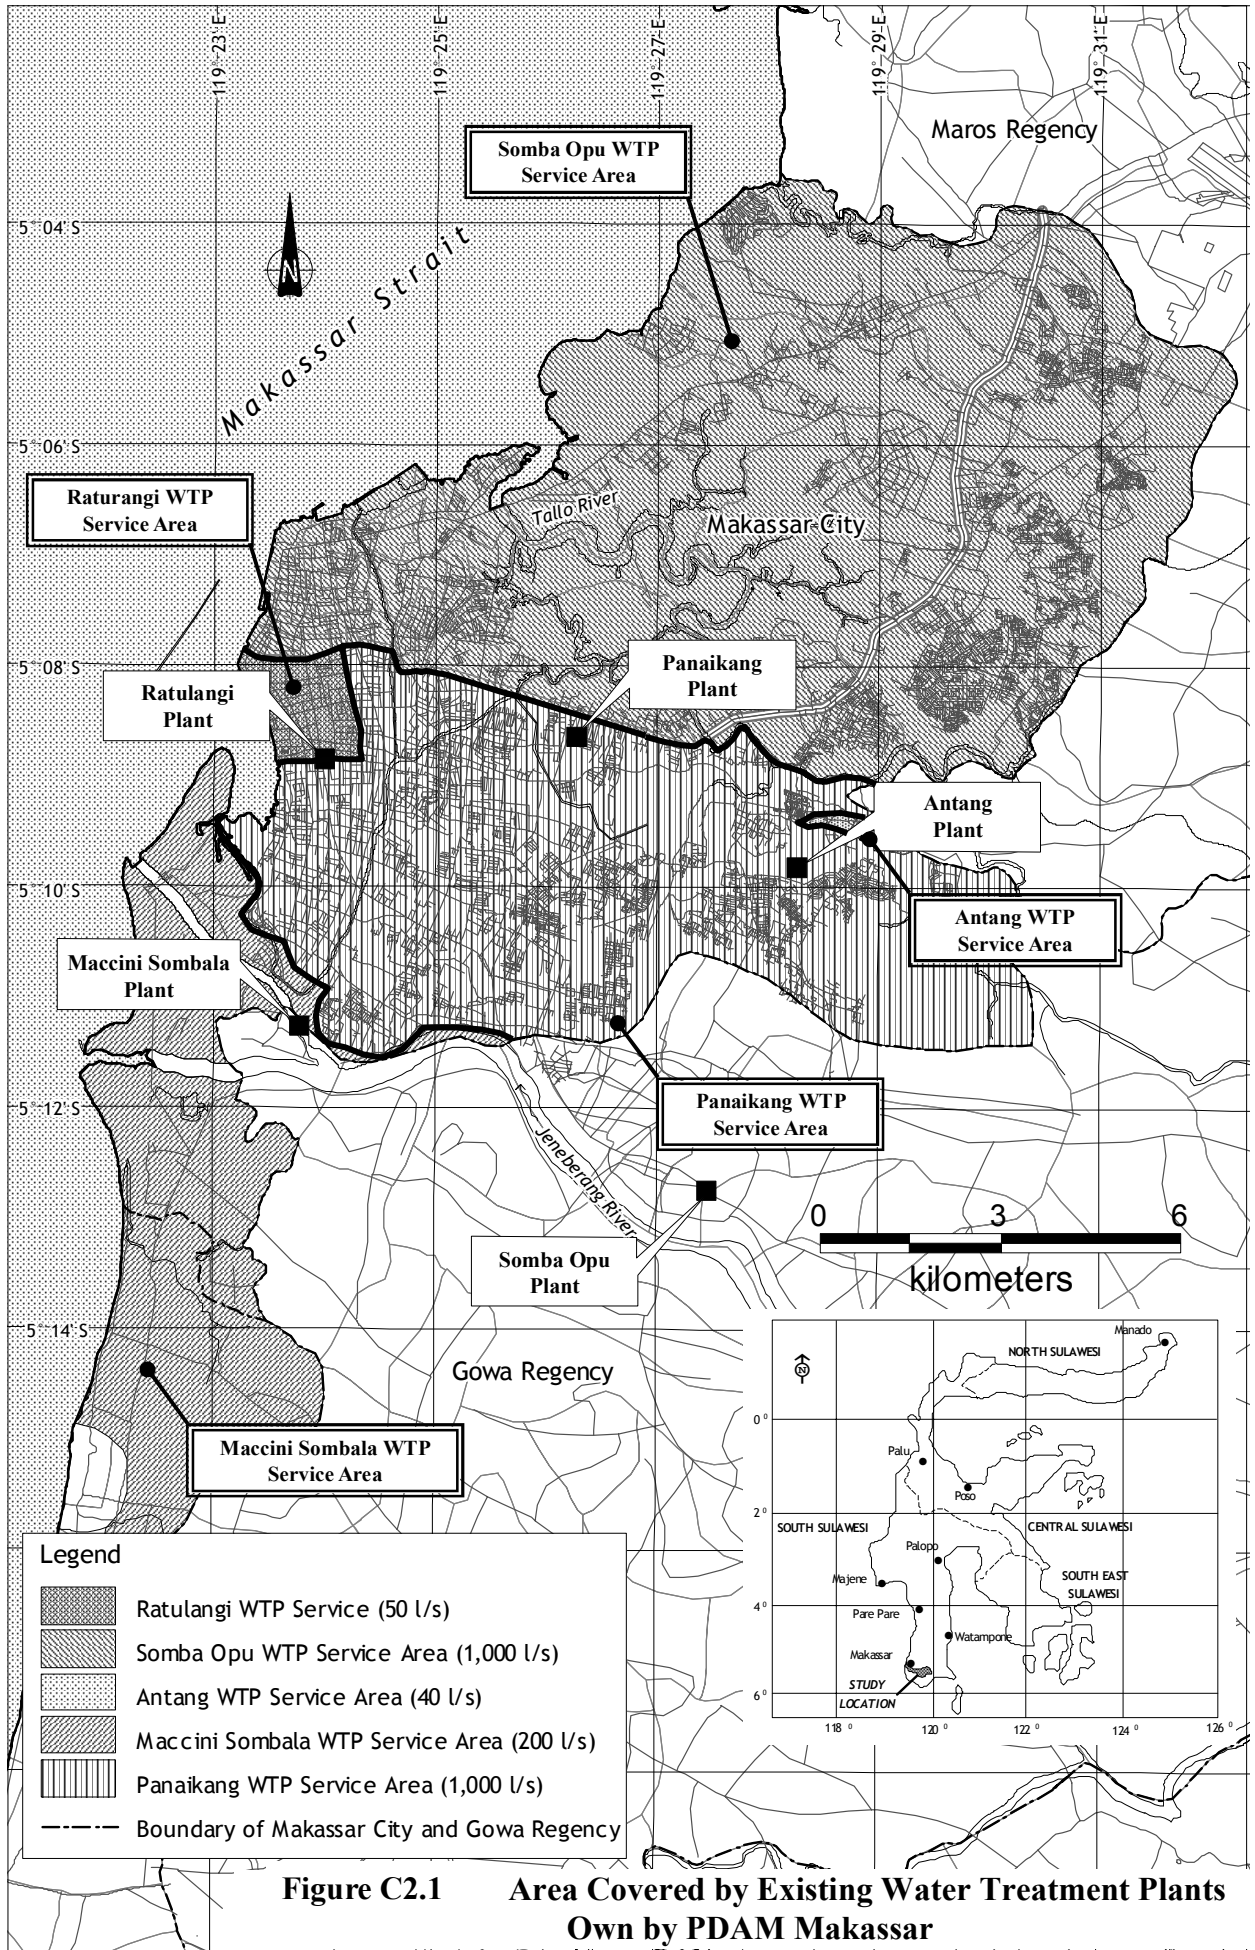 119° 23' E
119° 25' E
119° 27' E
119° 29' E
119° 31' E
Maros Regency
Somba Opu WTP
Service Area
5° 04' S
N
Makassar Strait
5° 06' S
Raturangi WTP
Service Area
Tallo River
Makassar City
5° 08' S
Panaikang
Plant
Ratulangi
Plant
Antang
Plant
5° 10' S
Antang WTP
Service Area
Maccini Sombala
Plant
5° 12' S
Panaikang WTP
Service Area
Jeneberang River
0 3 6
kilometers
Somba Opu
Plant
5° 14' S
Gowa Regency
Maccini Sombala WTP
Service Area
Manado
NORTH SULAWESI
N
0°
Palu
Poso
2°
SOUTH SULAWESI
CENTRAL SULAWESI
Palopo
Majene
SOUTH EAST
SULAWESI
4°
Pare Pare
Watampone
Makassar
STUDY
LOCATION
6°
118° 120° 122° 124° 126°
Legend
Ratulangi WTP Service (50 l/s)
Somba Opu WTP Service Area (1,000 l/s)
Antang WTP Service Area (40 l/s)
Maccini Sombala WTP Service Area (200 l/s)
Panaikang WTP Service Area (1,000 l/s)
Boundary of Makassar City and Gowa Regency
Figure C2.1 Area Covered by Existing Water Treatment Plants
Own by PDAM Makassar